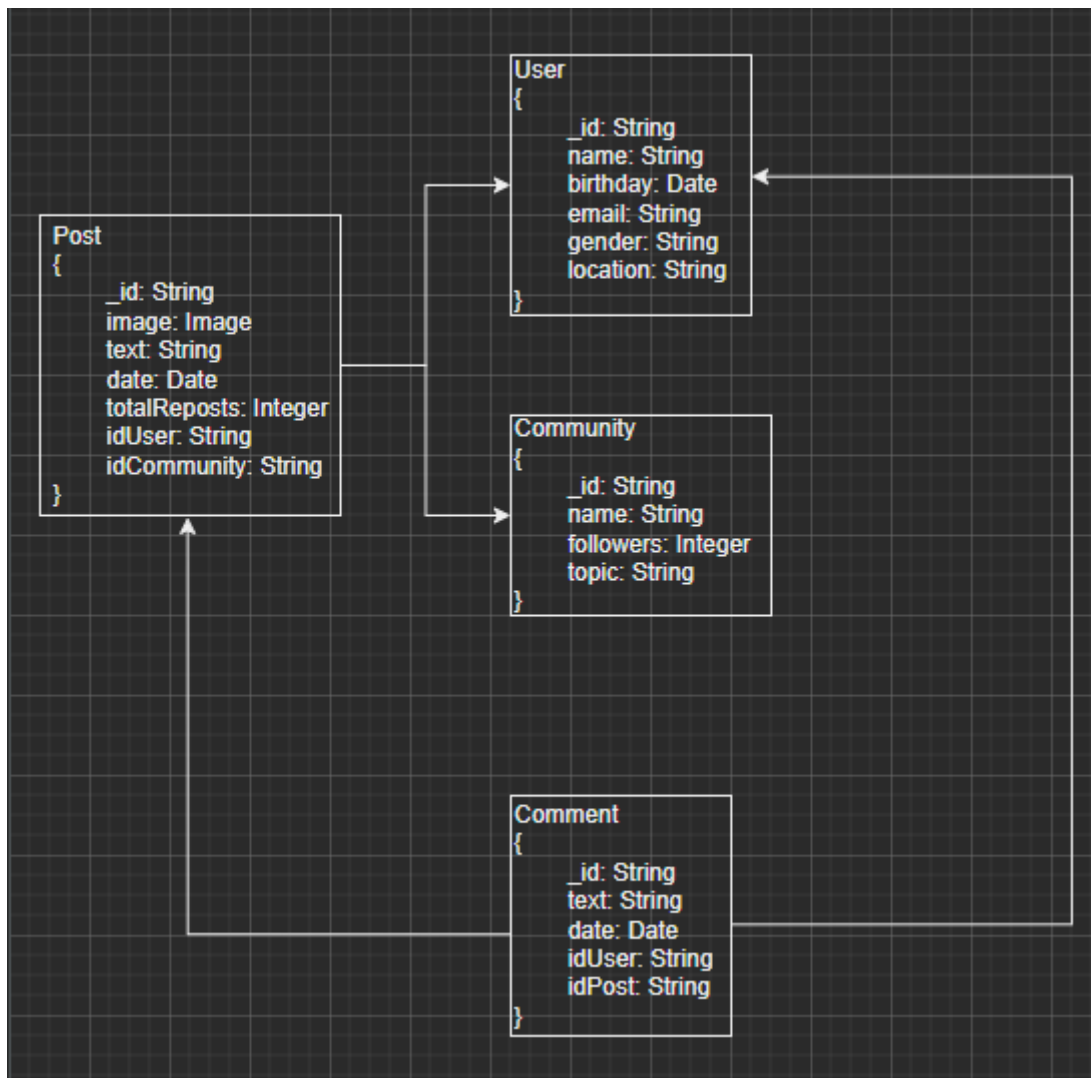 User
{
_id: String
name: String
birthday: Date
email: String
gender: String
location: String
}
Post
{
_id: String
image: Image
text: String
date: Date
totalReposts: Integer
idUser: String
idCommunity: String
}
Community
{
_id: String
name: String
followers: Integer
topic: String
}
Comment
{
_id: String
text: String
date: Date
idUser: String
idPost: String
}